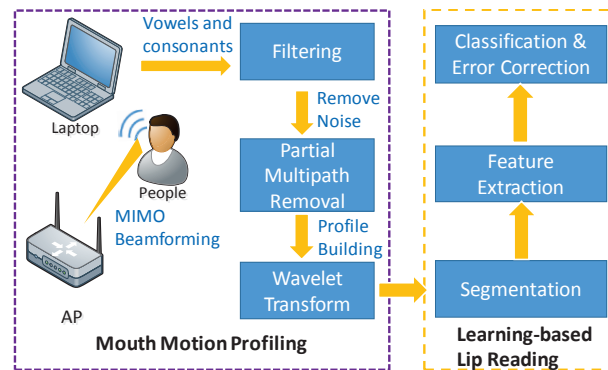 Vowels and
consonants
Filtering
Laptop
Remove
Noise
People
MIMO
Beamforming
Partial
Multipath
Removal
Profile
Building
AP
Wavelet
Transform
Mouth Motion Profiling
Classification &
Error Correction
Feature
Extraction
Segmentation
Learning-based
Lip Reading